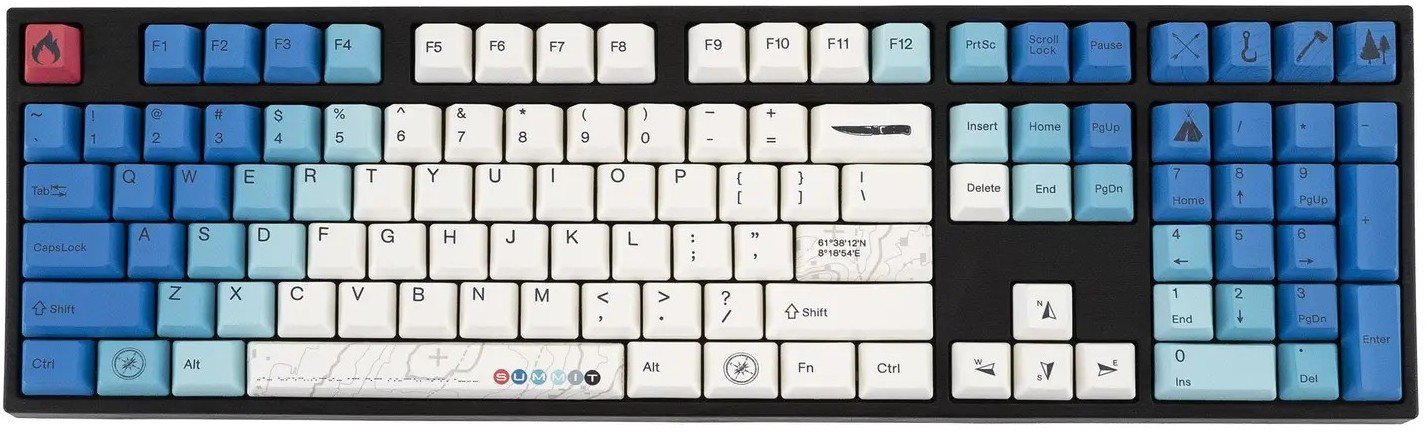 F1 F2 F3 F4 F5 F6 F7 F8 F9 F10 F11 F12 PrtSc Scroll Lock Pause
~ ` ! 1 @ 2 # 3 $ 4 % 5 ^ 6 & 7 * 8 ( 9 ) 0 _ - + = Insert Home PgUp / * -
Tab Q W E R T Y U I O P { [ } ] | \ Delete End PgDn 7 Home 8 ↑ 9 PgUp +
CapsLock A S D F G H J K L : ; " ' 61°38'12"N 8°18'54"E 4 ← 5 6 →
⇧ Shift Z X C V B N M < , > . ? / ⇧ Shift N 1 End 2 ↓ 3 PgDn Enter
Ctrl Alt SUMMIT Alt Fn Ctrl W S E 0 Ins . Del